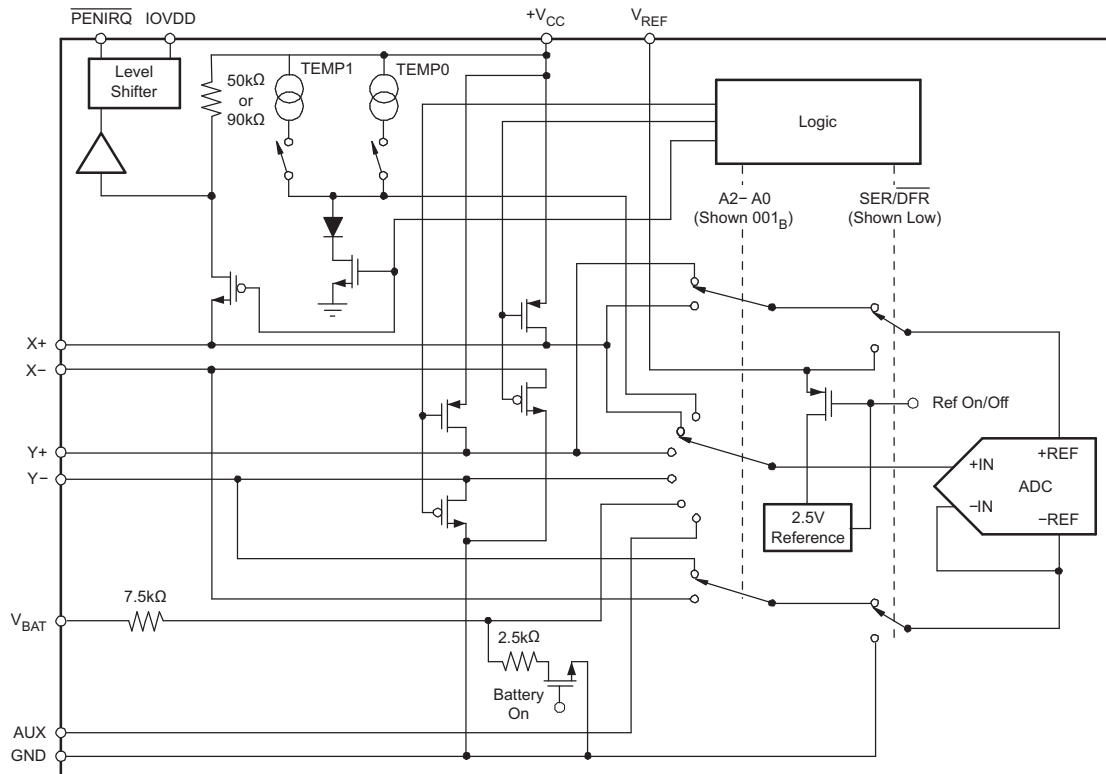 PENIRQ IOVDD +VCC VREF
Level
Shifter
50kΩ
or
90kΩ
TEMP1
TEMP0
Logic
A2− A0
(Shown 001B)
SER/DFR
(Shown Low)
X+
X−
Ref On/Off
Y+
Y−
+IN
+REF
ADC
−IN
−REF
2.5V
Reference
7.5kΩ
VBAT
2.5kΩ
Battery
On
AUX
GND